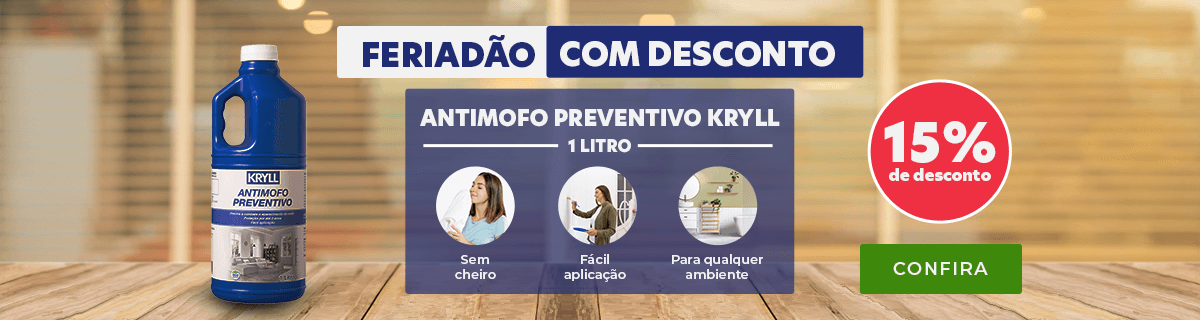 FERIADÃO COM DESCONTO
ANTIMOFO PREVENTIVO KRYLL
1 LITRO
Sem
cheiro
Fácil
aplicação
Para qualquer
ambiente
15%
de desconto
CONFIRA
KRYLL
ANTIMOFO
PREVENTIVO